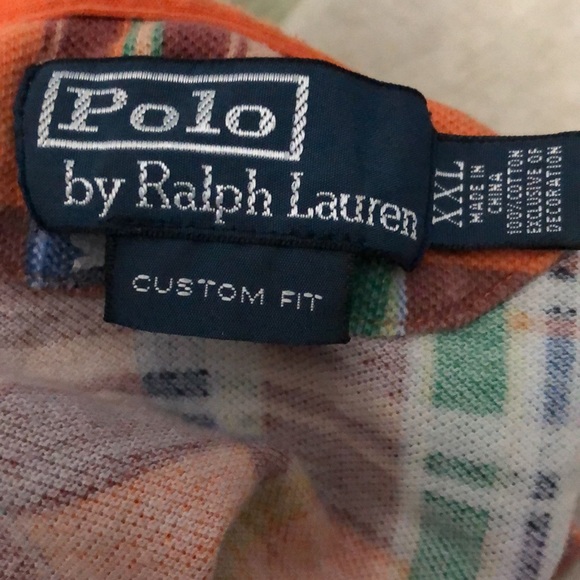 Polo
by Ralph Lauren
CUSTOM FIT
XXL
MADE IN
CHINA
100%COTTON
EXCLUSIVE OF
DECORATION